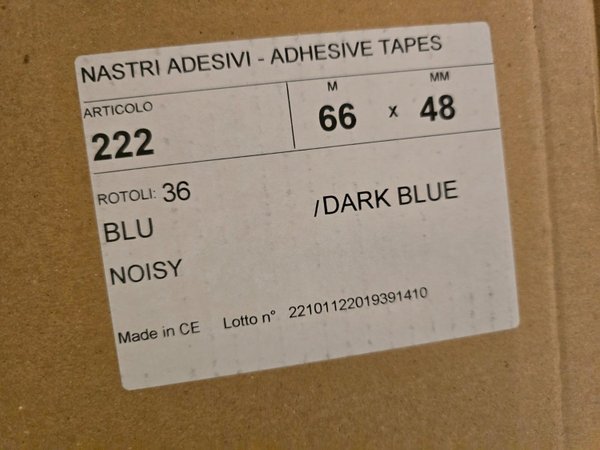 NASTRI ADESIVI - ADHESIVE TAPES
ARTICOLO M MM
222 66 x 48
ROTOLI: 36
BLU /DARK BLUE
NOISY
Made in CE Lotto n° 22101122019391410